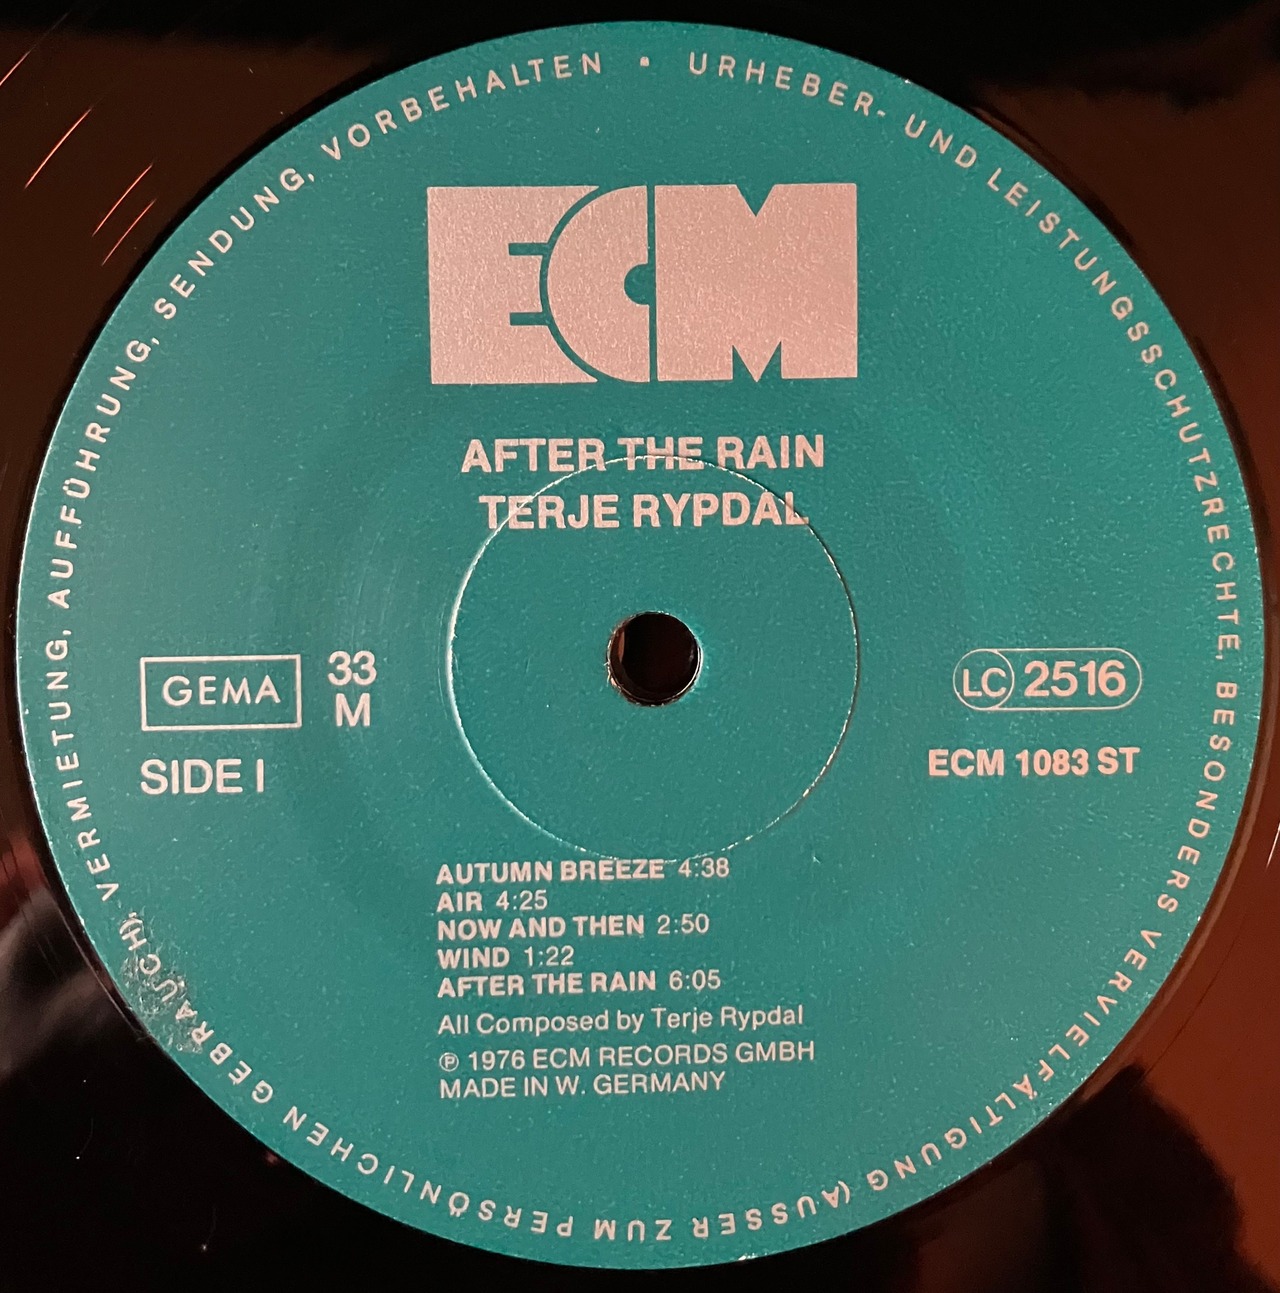 URHEBER- UND LEISTUNGSSCHUTZRECHTE, BESONDERS VERVIELFÄLTIGUNG (AUSSER ZUM PERSÖNLICHEN GEBRAUCH), VERMIETUNG, AUFFÜHRUNG, SENDUNG, VORBEHALTEN •
ECM
AFTER THE RAIN
TERJE RYPDAL
GEMA
33
M
SIDE I
LC 2516
ECM 1083 ST
AUTUMN BREEZE 4:38
AIR 4:25
NOW AND THEN 2:50
WIND 1:22
AFTER THE RAIN 6:05
All Composed by Terje Rypdal
℗ 1976 ECM RECORDS GMBH
MADE IN W. GERMANY